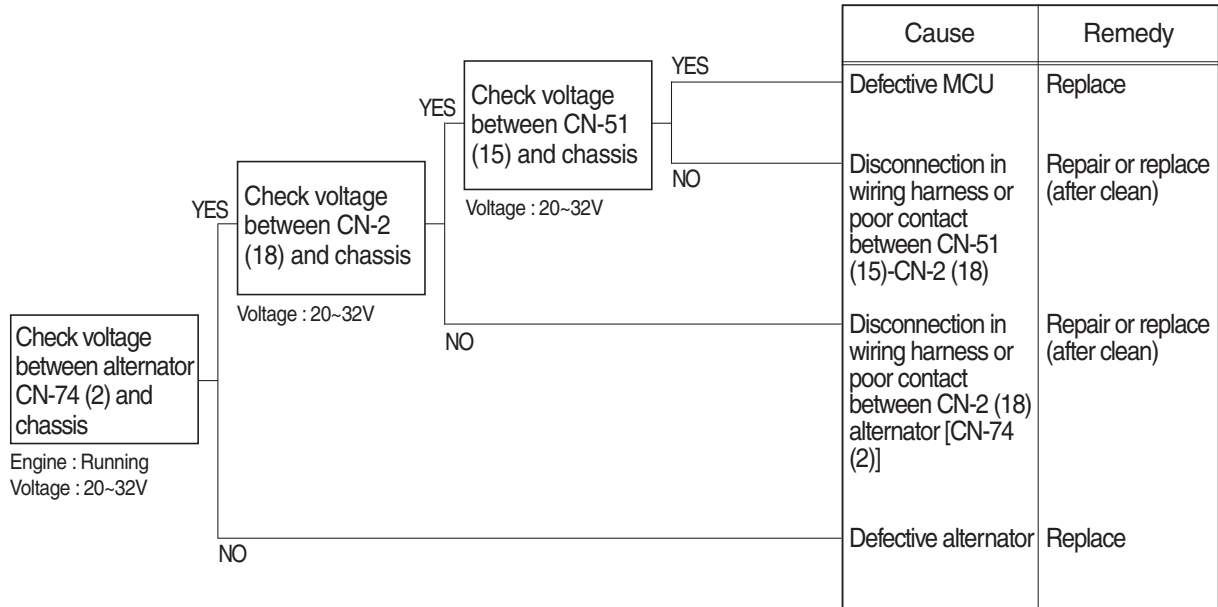 Cause
Remedy
YES
Defective MCU
Replace
Check voltage
between CN-51
(15) and chassis
YES
NO
Disconnection in
wiring harness or
poor contact
between CN-51
(15)-CN-2 (18)
Repair or replace
(after clean)
Voltage : 20~32V
Check voltage
between CN-2
(18) and chassis
YES
Voltage : 20~32V
NO
Disconnection in
wiring harness or
poor contact
between CN-2 (18)
alternator [CN-74
(2)]
Repair or replace
(after clean)
Check voltage
between alternator
CN-74 (2) and
chassis
Engine : Running
Voltage : 20~32V
NO
Defective alternator
Replace